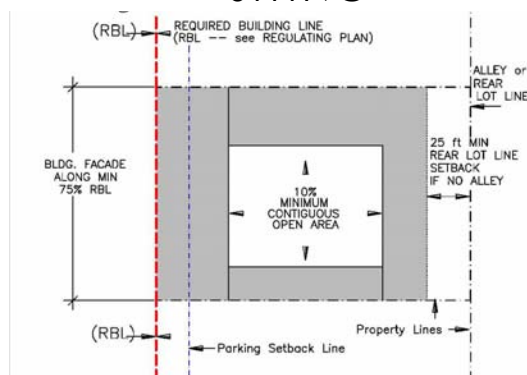 (RBL)
REQUIRED BUILDING LINE
(RBL -- see REGULATING PLAN)
ALLEY or
REAR
LOT LINE
25 ft MIN
REAR LOT LINE
SETBACK
IF NO ALLEY
BLDG. FACADE
ALONG MIN
75% RBL
10%
MINIMUM
CONTIGUOUS
OPEN AREA
(RBL)
Property Lines
Parking Setback Line